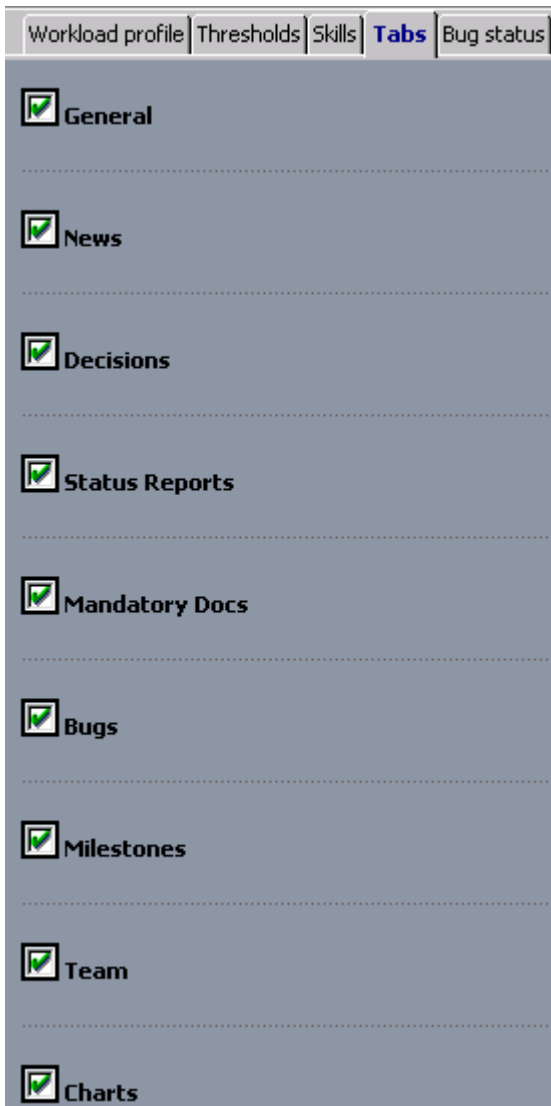 Workload profile Thresholds Skills Tabs Bug status
General
News
Decisions
Status Reports
Mandatory Docs
Bugs
Milestones
Team
Charts